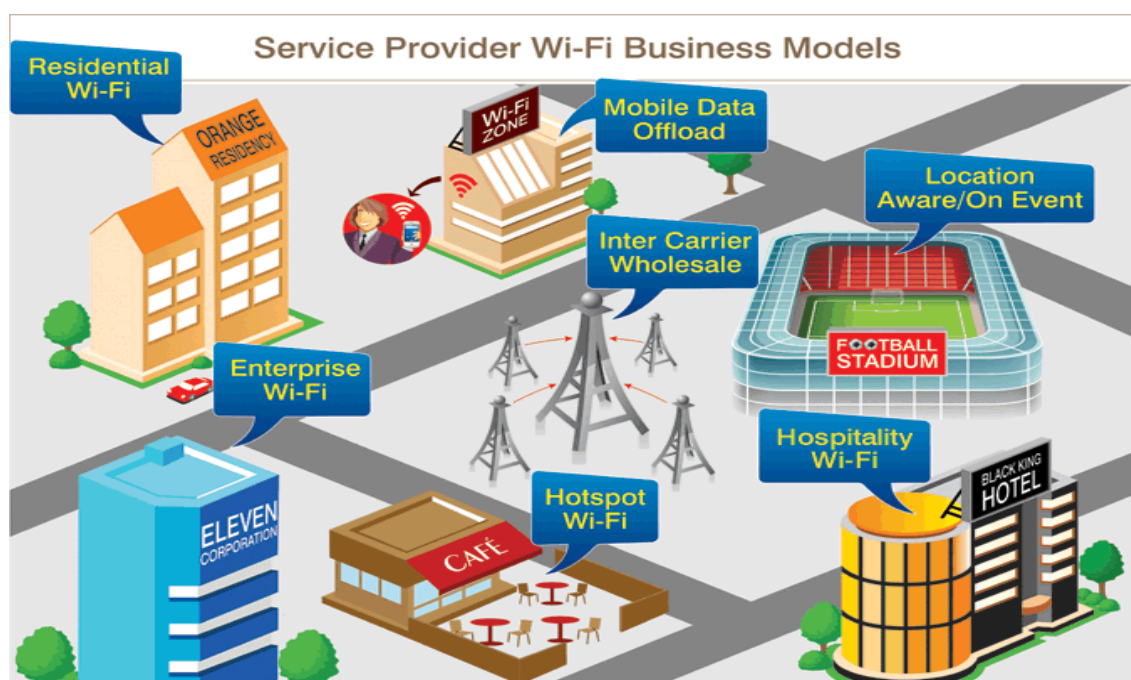 Service Provider Wi-Fi Business Models
Residential
Wi-Fi
ORANGE
RESIDENCY
Wi-Fi
ZONE
Mobile Data
Offload
Location
Aware/On Event
Inter Carrier
Wholesale
FOOTBALL
STADIUM
Enterprise
Wi-Fi
ELEVEN
CORPORATION
Hotspot
Wi-Fi
CAFÉ
Hospitality
Wi-Fi
BLACK KING
HOTEL